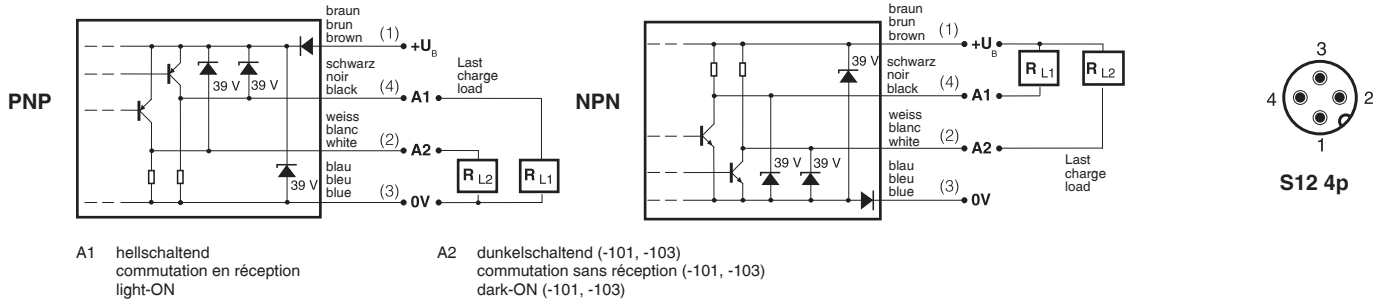 PNP
39 V
39 V
39 V
braun
brun
brown
(1)
+UB
schwarz
noir
black
(4)
A1
Last
charge
load
weiss
blanc
white
(2)
A2
blau
bleu
blue
(3)
0V
R L2
R L1
NPN
39 V
39 V
39 V
braun
brun
brown
(1)
+UB
schwarz
noir
black
(4)
A1
R L1
R L2
weiss
blanc
white
(2)
A2
Last
charge
load
blau
bleu
blue
(3)
0V
3
4
2
1
S12 4p
A1 hellschaltend
commutation en réception
light-ON
A2 dunkelschaltend (-101, -103)
commutation sans réception (-101, -103)
dark-ON (-101, -103)